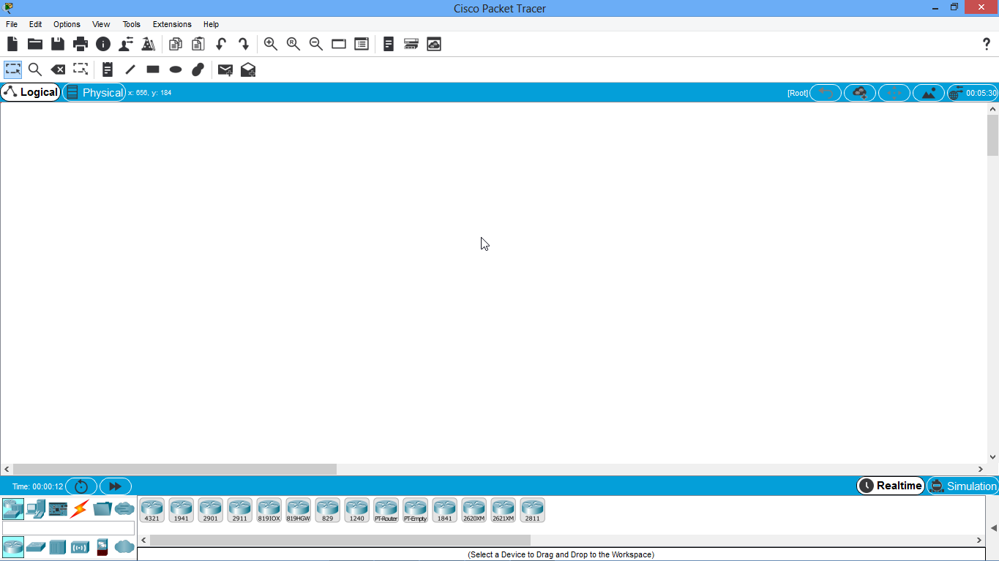 Cisco Packet Tracer
File Edit Options View Tools Extensions Help
Logical Physical x: 656, y: 184 [Root] 00:05:30
Time: 00:00:12 Realtime Simulation
4321 1941 2901 2911 819IOX 819HGW 829 1240 PT-Router PT-Empty 1841 2620XM 2621XM 2811
(Select a Device to Drag and Drop to the Workspace)